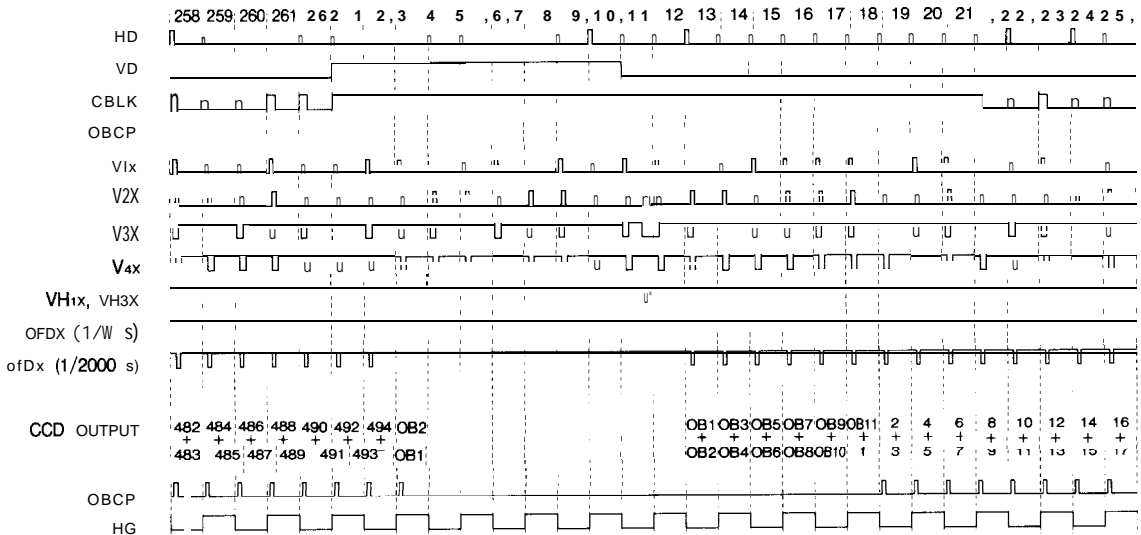 258 259 260 261 262 1 2,3 4 5 ,6,7 8 9,10,11 12 13 14 15 16 17 18 19 20 21 ,22,23 24 25,
HD
VD
CBLK
OBCP
VIx
V2X
V3X
V4X
VH1X, VH3X
OFDX (1/W S)
ofDx (1/2000 s)
482 484 486 488 490 492 494 OB2 OB1 OB3 OB5 OB7 OB9 OB11 2 4 6 8 10 12 14 16
CCD OUTPUT + + + + + + + + + + + + + + + + + + + +
483 485 487 489 491 493 OB1 OB2 OB4 OB6 OB8 OB10 1 3 5 7 9 11 13 15 17
OBCP
HG